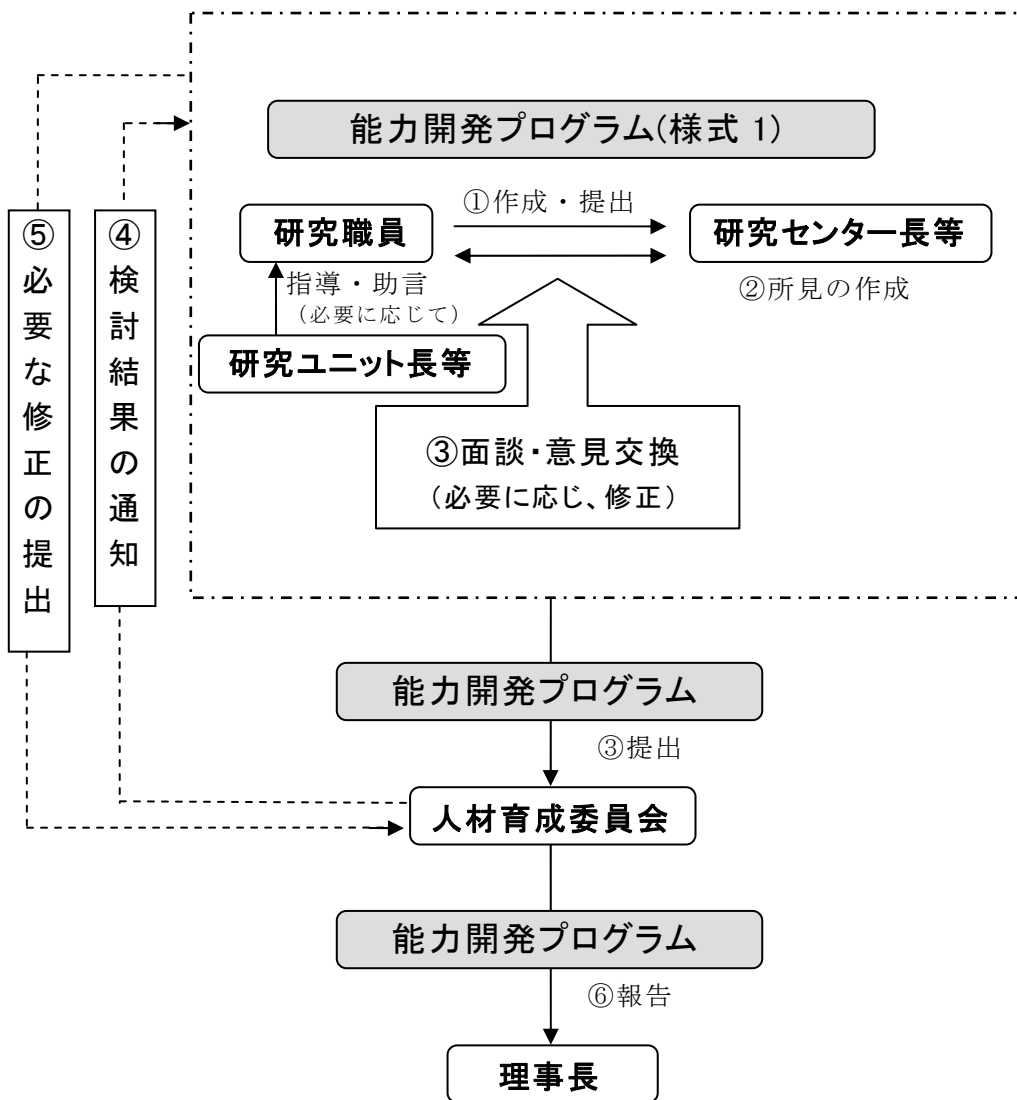 能力開発プログラム(様式 1)
①作成・提出
研究職員
研究センター長等
指導・助言
（必要に応じて）
②所見の作成
研究ユニット長等
③面談・意見交換
（必要に応じ、修正）
⑤必要な修正の提出
④検討結果の通知
能力開発プログラム
③提出
人材育成委員会
能力開発プログラム
⑥報告
理事長